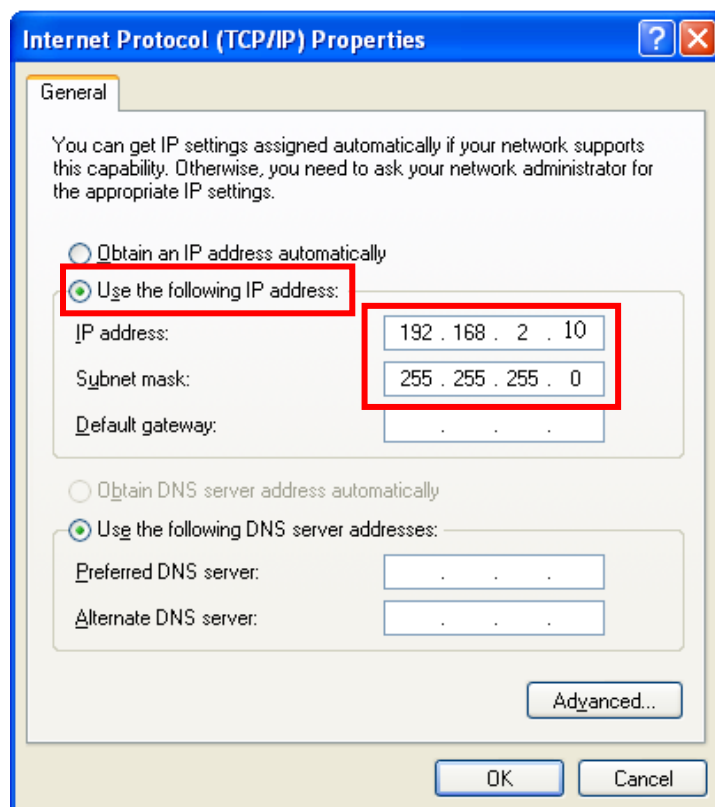 Internet Protocol (TCP/IP) Properties
General
You can get IP settings assigned automatically if your network supports
this capability. Otherwise, you need to ask your network administrator for
the appropriate IP settings.
Obtain an IP address automatically
Use the following IP address:
IP address: 192 . 168 . 2 . 10
Subnet mask: 255 . 255 . 255 . 0
Default gateway: . . .
Obtain DNS server address automatically
Use the following DNS server addresses:
Preferred DNS server: . . .
Alternate DNS server: . . .
Advanced...
OK Cancel